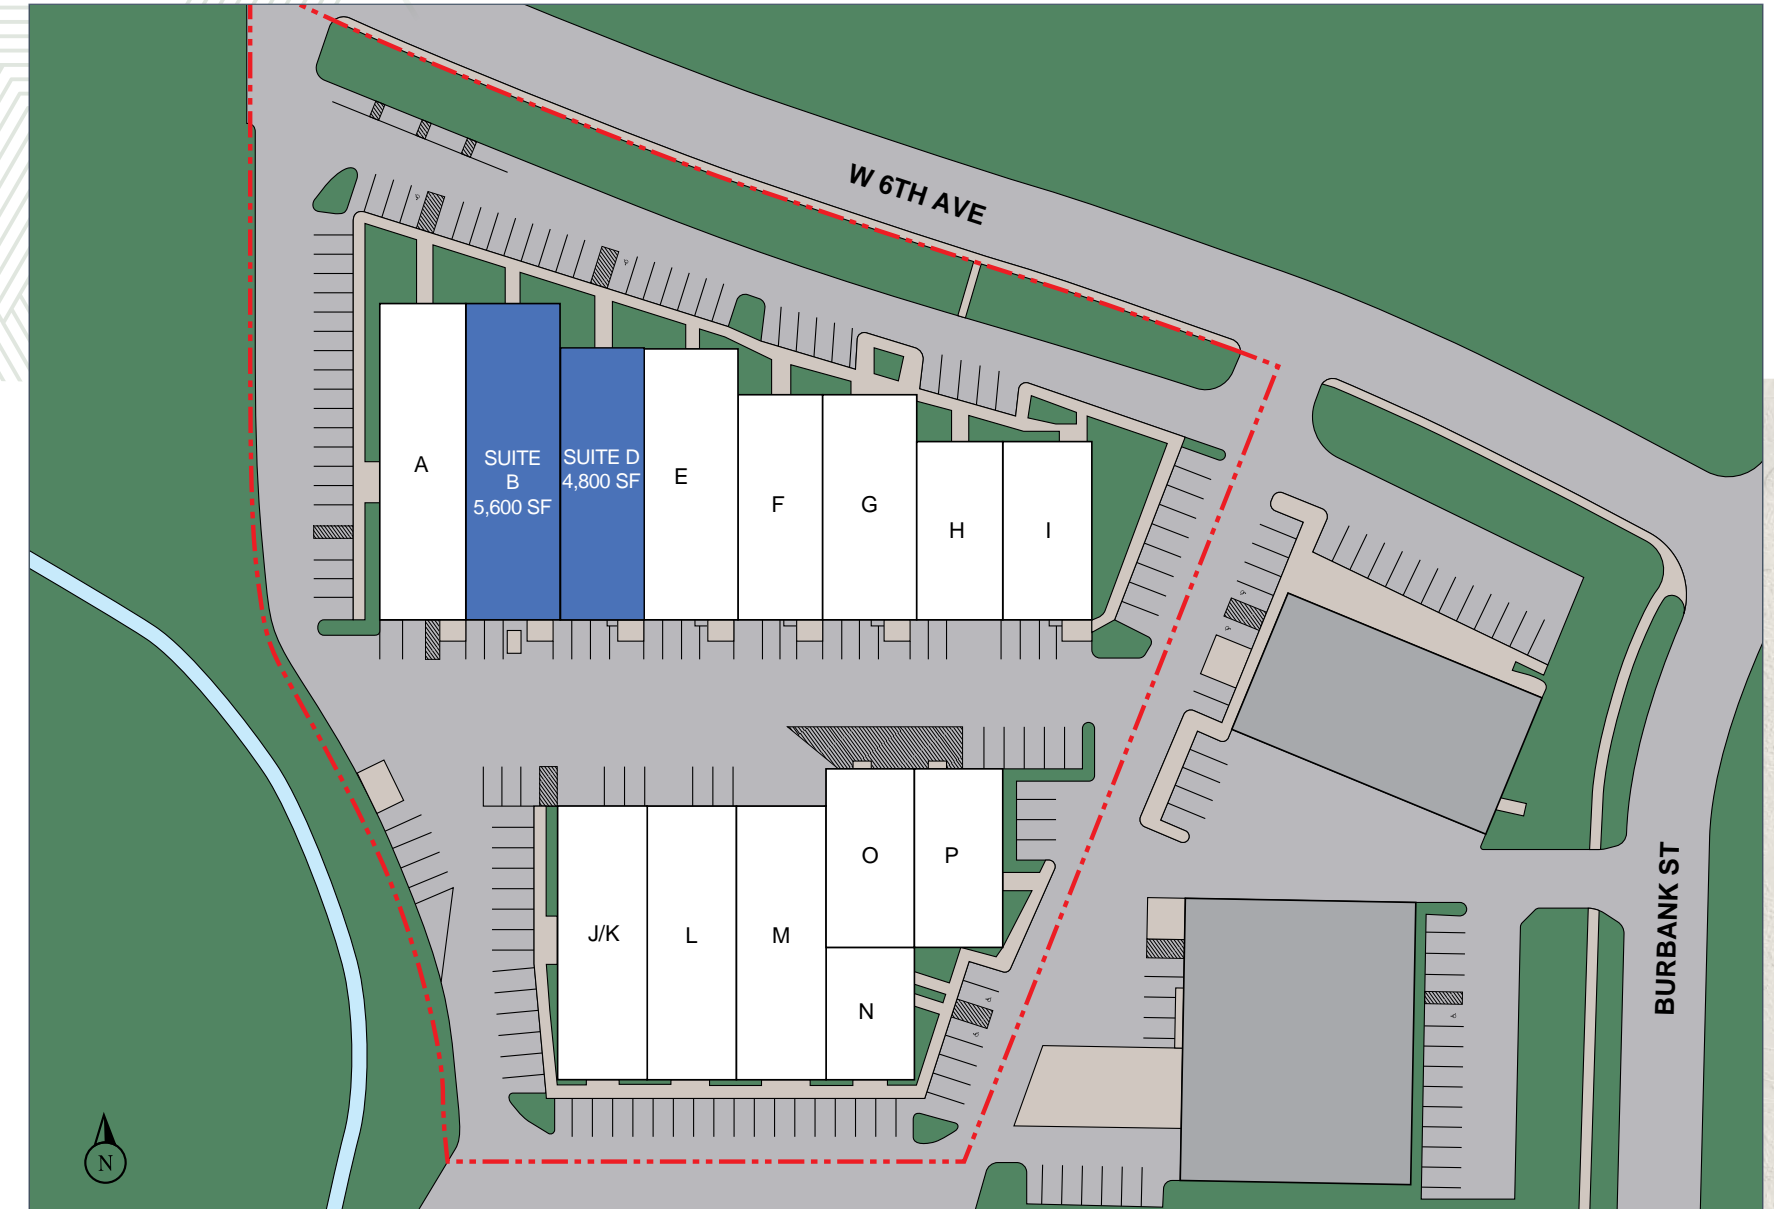 W 6TH AVE
A
SUITE
B
5,600 SF
SUITE D
4,800 SF
E
F
G
H
I
O
P
J/K
L
M
N
BURBANK ST
N